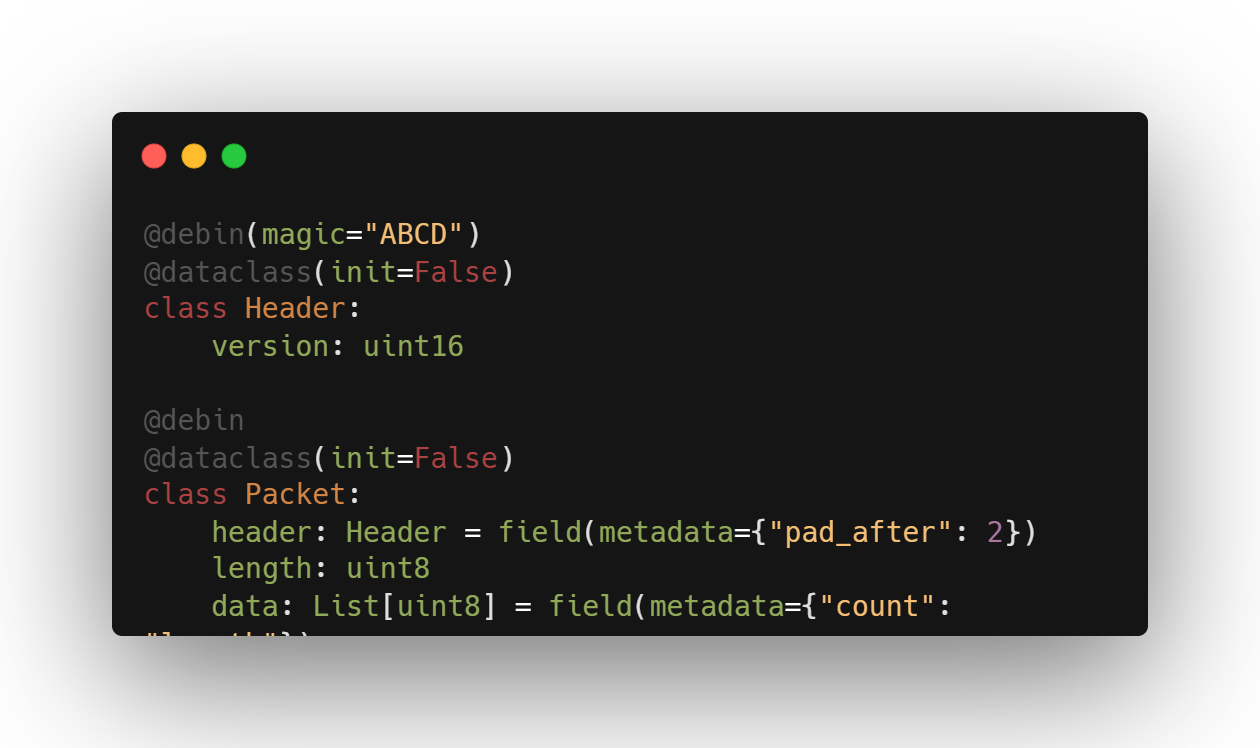 @debin(magic="ABCD")
@dataclass(init=False)
class Header:
    version: uint16

@debin
@dataclass(init=False)
class Packet:
    header: Header = field(metadata={"pad_after": 2})
    length: uint8
    data: List[uint8] = field(metadata={"count":
"length"})